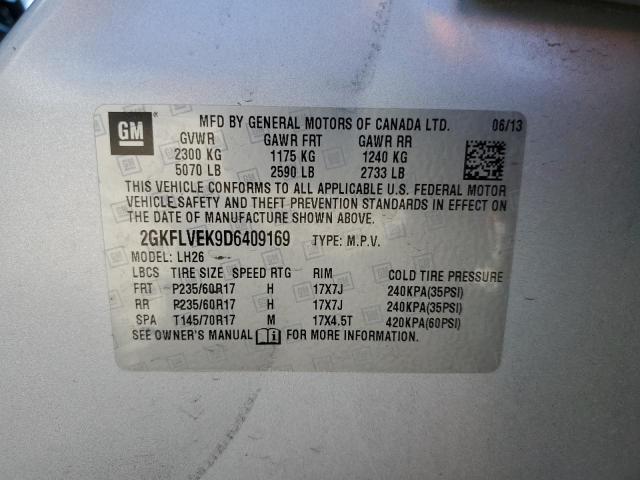 GM
MFD BY GENERAL MOTORS OF CANADA LTD. 06/13
GVWR GAWR FRT GAWR RR
2300 KG 1175 KG 1240 KG
5070 LB 2590 LB 2733 LB
THIS VEHICLE CONFORMS TO ALL APPLICABLE U.S. FEDERAL MOTOR
VEHICLE SAFETY AND THEFT PREVENTION STANDARDS IN EFFECT ON THE
DATE OF MANUFACTURE SHOWN ABOVE.
2GKFLVEK9D6409169 TYPE: M.P.V.
MODEL: LH26
LBCS TIRE SIZE SPEED RTG RIM COLD TIRE PRESSURE
FRT P235/60R17 H 17X7J 240KPA(35PSI)
RR P235/60R17 H 17X7J 240KPA(35PSI)
SPA T145/70R17 M 17X4.5T 420KPA(60PSI)
SEE OWNER'S MANUAL FOR MORE INFORMATION.